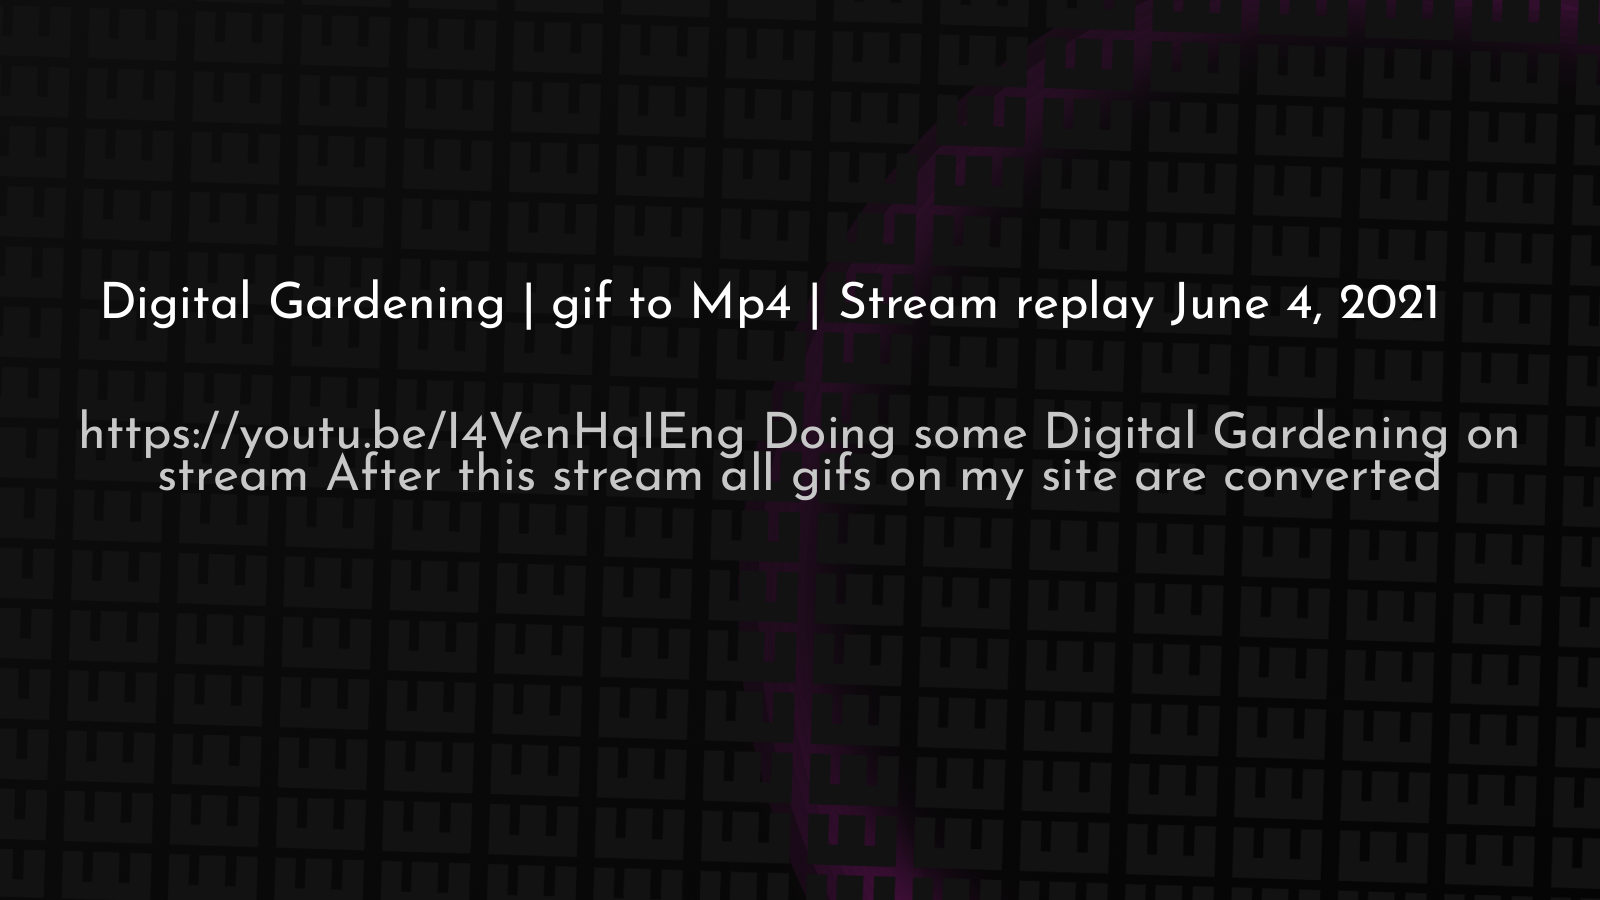 Digital Gardening | gif to Mp4 | Stream replay June 4, 2021
https://youtu.be/I4VenHqIEng Doing some Digital Gardening on
stream After this stream all gifs on my site are converted